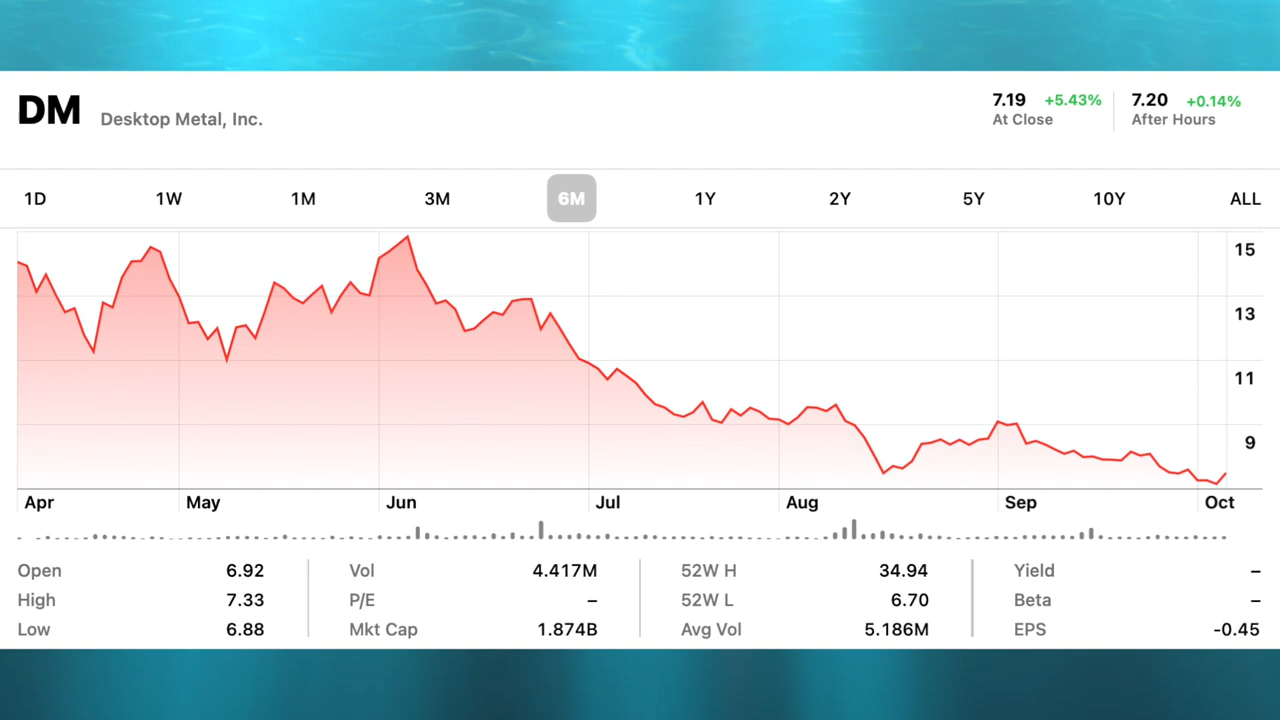 DM Desktop Metal, Inc.
7.19 +5.43% 7.20 +0.14%
At Close After Hours
1D 1W 1M 3M 6M 1Y 2Y 5Y 10Y ALL
15
13
11
9
Apr May Jun Jul Aug Sep Oct
Open 6.92 Vol 4.417M 52W H 34.94 Yield –
High 7.33 P/E – 52W L 6.70 Beta –
Low 6.88 Mkt Cap 1.874B Avg Vol 5.186M EPS -0.45